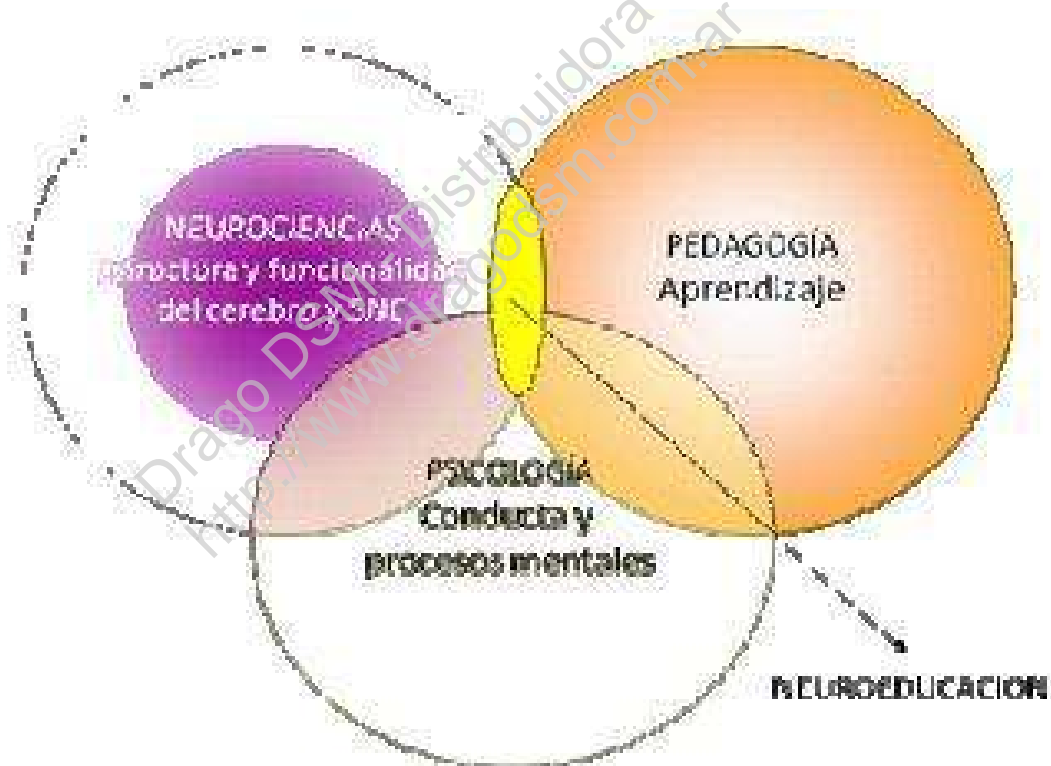 NEUROCIENCIAS
Estructura y funcionalidad
del cerebro y SNC
PEDAGOGÍA
Aprendizaje
PSICOLOGÍA
Conducta y
procesos mentales
NEUROEDUCACION
Drago DSM - Distribuidora
http://www.dragodsm.com.ar